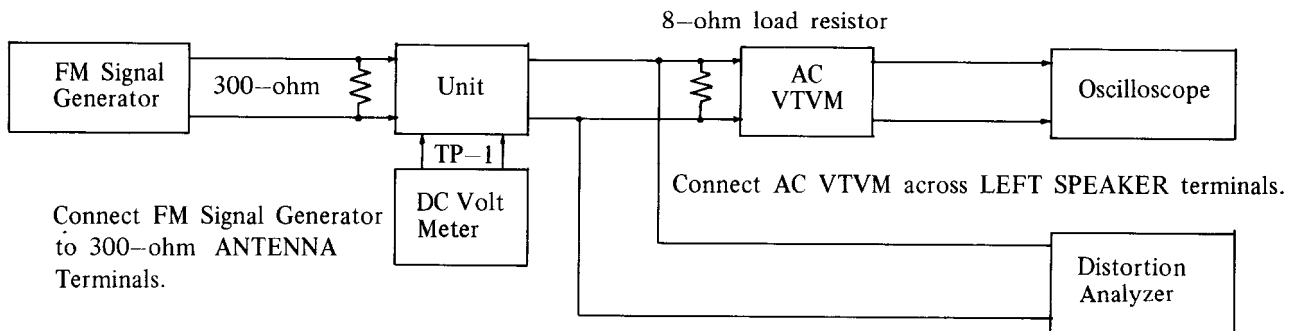 8–ohm load resistor
FM Signal
Generator
300–ohm
Unit
AC
VTVM
Oscilloscope
TP–1
DC Volt
Meter
Connect AC VTVM across LEFT SPEAKER terminals.
Connect FM Signal Generator
to 300–ohm ANTENNA
Terminals.
Distortion
Analyzer